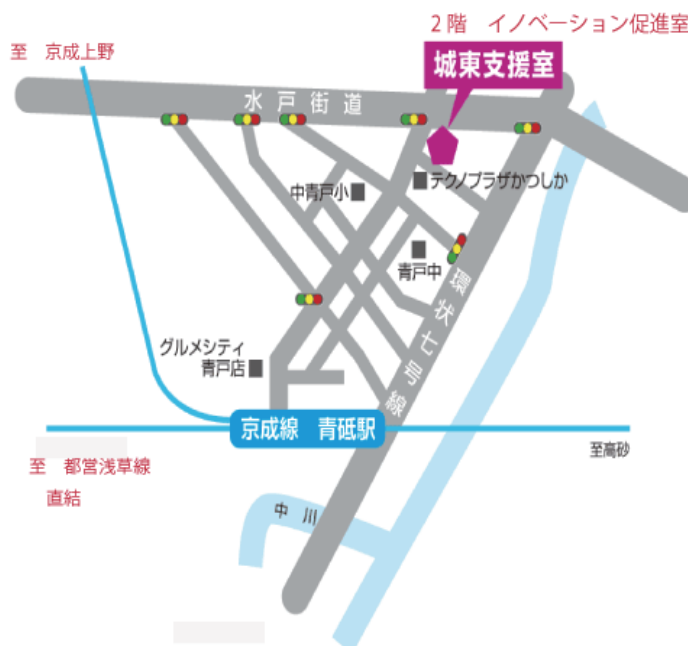 2階　イノベーション促進室
至　京成上野
城東支援室
水戸街道
中青戸小
テクノプラザかつしか
青戸中
環状七号線
グルメシティ
青戸店
京成線　青砥駅
至高砂
至　都営浅草線
直結
中川